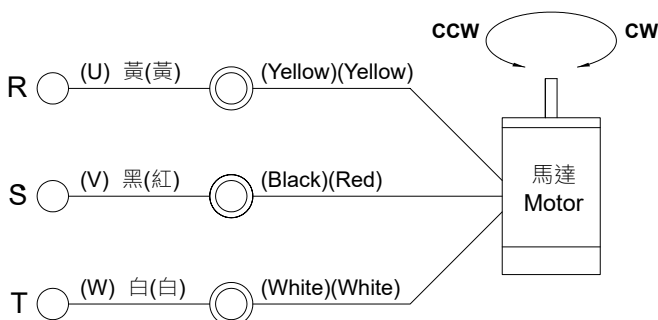 CCW CW
R (U) 黃(黃) (Yellow)(Yellow)
S (V) 黑(紅) (Black)(Red)
馬達
Motor
T (W) 白(白) (White)(White)